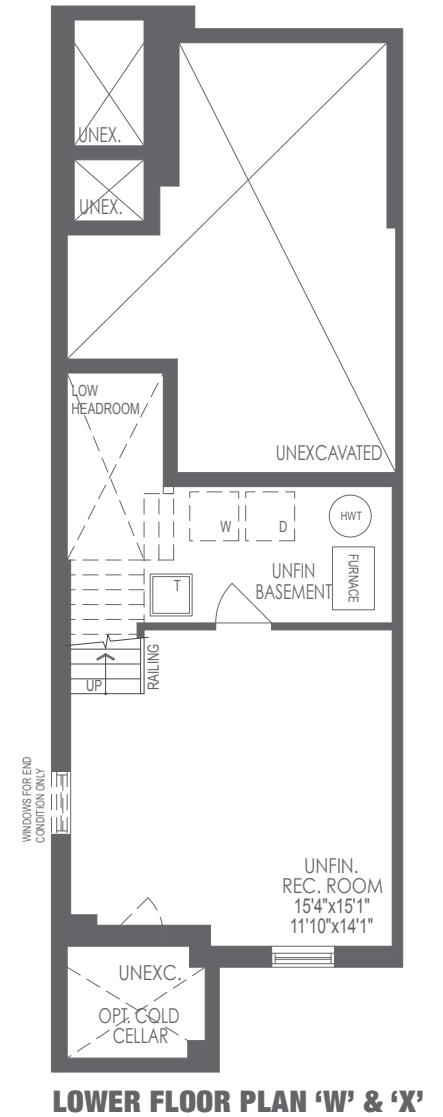 UNEX.
UNEX.
LOW
HEADROOM
UNEXCAVATED
W
D
HWT
FURNACE
UNFIN
BASEMENT
T
RAILING
UP
WINDOWS FOR END
CONDITION ONLY
UNFIN.
REC. ROOM
15'4"x15'1"
11'10"x14'1"
UNEXC.
OPT. COLD
CELLAR
LOWER FLOOR PLAN ‘W’ & ‘X’